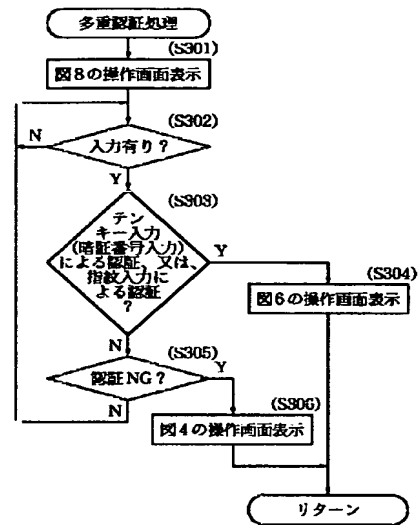 多重認証処理
(S301)
図8の操作画面表示
(S302)
N
入力有り?
Y
(S303)
テン
キー入力
(暗証番号入力)
による認証、又は、
指紋入力に
よる認証
?
Y
(S304)
図6の操作画面表示
N
(S305)
認証NG?
Y
N
(S306)
図4の操作画面表示
リターン